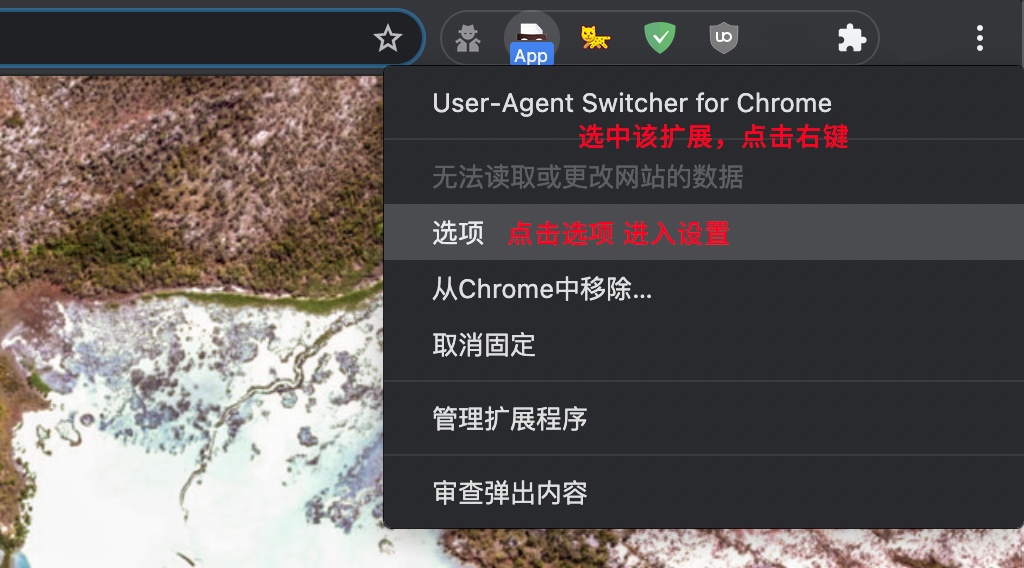 App
User-Agent Switcher for Chrome
选中该扩展，点击右键
无法读取或更改网站的数据
选项 点击选项 进入设置
从Chrome中移除...
取消固定
管理扩展程序
审查弹出内容